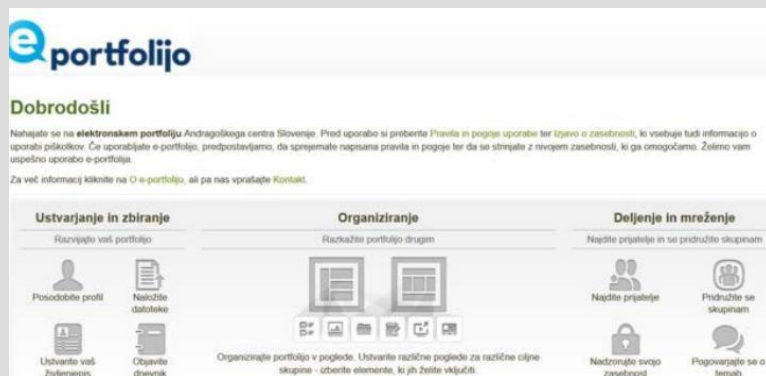 e portfolijo
Dobrodošli
Nahajate se na elektronskem portfoliju Andragoškega centra Slovenije. Pred uporabo si preberite Pravila in pogoje uporabe ter Izjavo o zasebnosti, ki vsebuje tudi informacijo o
uporabi piškotkov. Če uporabljate e-portfolijo, predpostavljamo, da sprejemate napisana pravila in pogoje ter da se strinjate z nivojem zasebnosti, ki ga omogočamo. Želimo vam
uspešno uporabo e-portfolija.
Za več informacij kliknite na O e-portfoliju, ali pa nas vprašajte Kontakt.
Ustvarjanje in zbiranje
Razvijajte vaš portfolijo
Posodobite profil
Naložite
datoteke
Ustvarite vaš
življenjepis
Objavite
dnevnik
Organiziranje
Razkažite portfolijo drugim
Organizirajte portfolijo v poglede. Ustvarite različne poglede za različne ciljne
skupine - izberite elemente, ki jih želite vključiti.
Deljenje in mreženje
Najdite prijatelje in se pridružite skupinam
Najdite prijatelje
Pridružite se
skupinam
Nadzorujte svojo
zasebnost
Pogovarjajte se o
temah